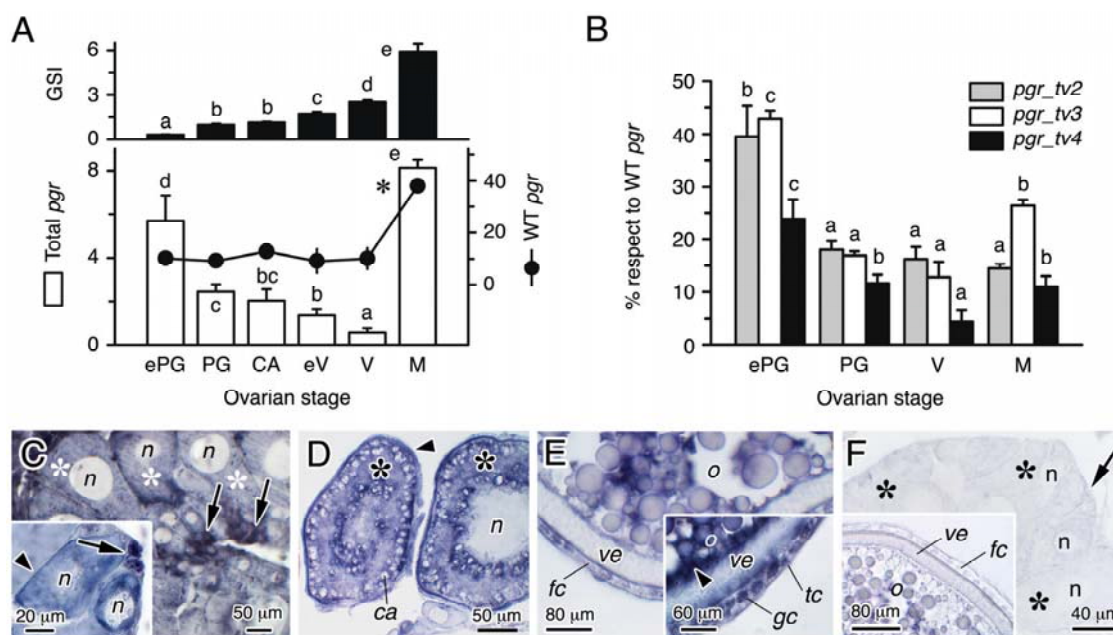 A
B
6
3
0
GSI
a
b
b
c
d
e
8
4
0
Total pgr
d
c
bc
b
a
e
*
40
20
0
WT pgr
ePG PG CA eV V M
Ovarian stage
50
40
30
20
10
0
% respect to WT pgr
pgr_tv2
pgr_tv3
pgr_tv4
b c c
a a b
a a a
a b b
ePG PG V M
Ovarian stage
C
n n
* * *
n
n
20 µm
50 µm
D
* *
n
ca
50 µm
E
o
ve
fc
80 µm
o
ve
tc
gc
60 µm
F
* * n
n
* n
ve
fc
o
80 µm
40 µm